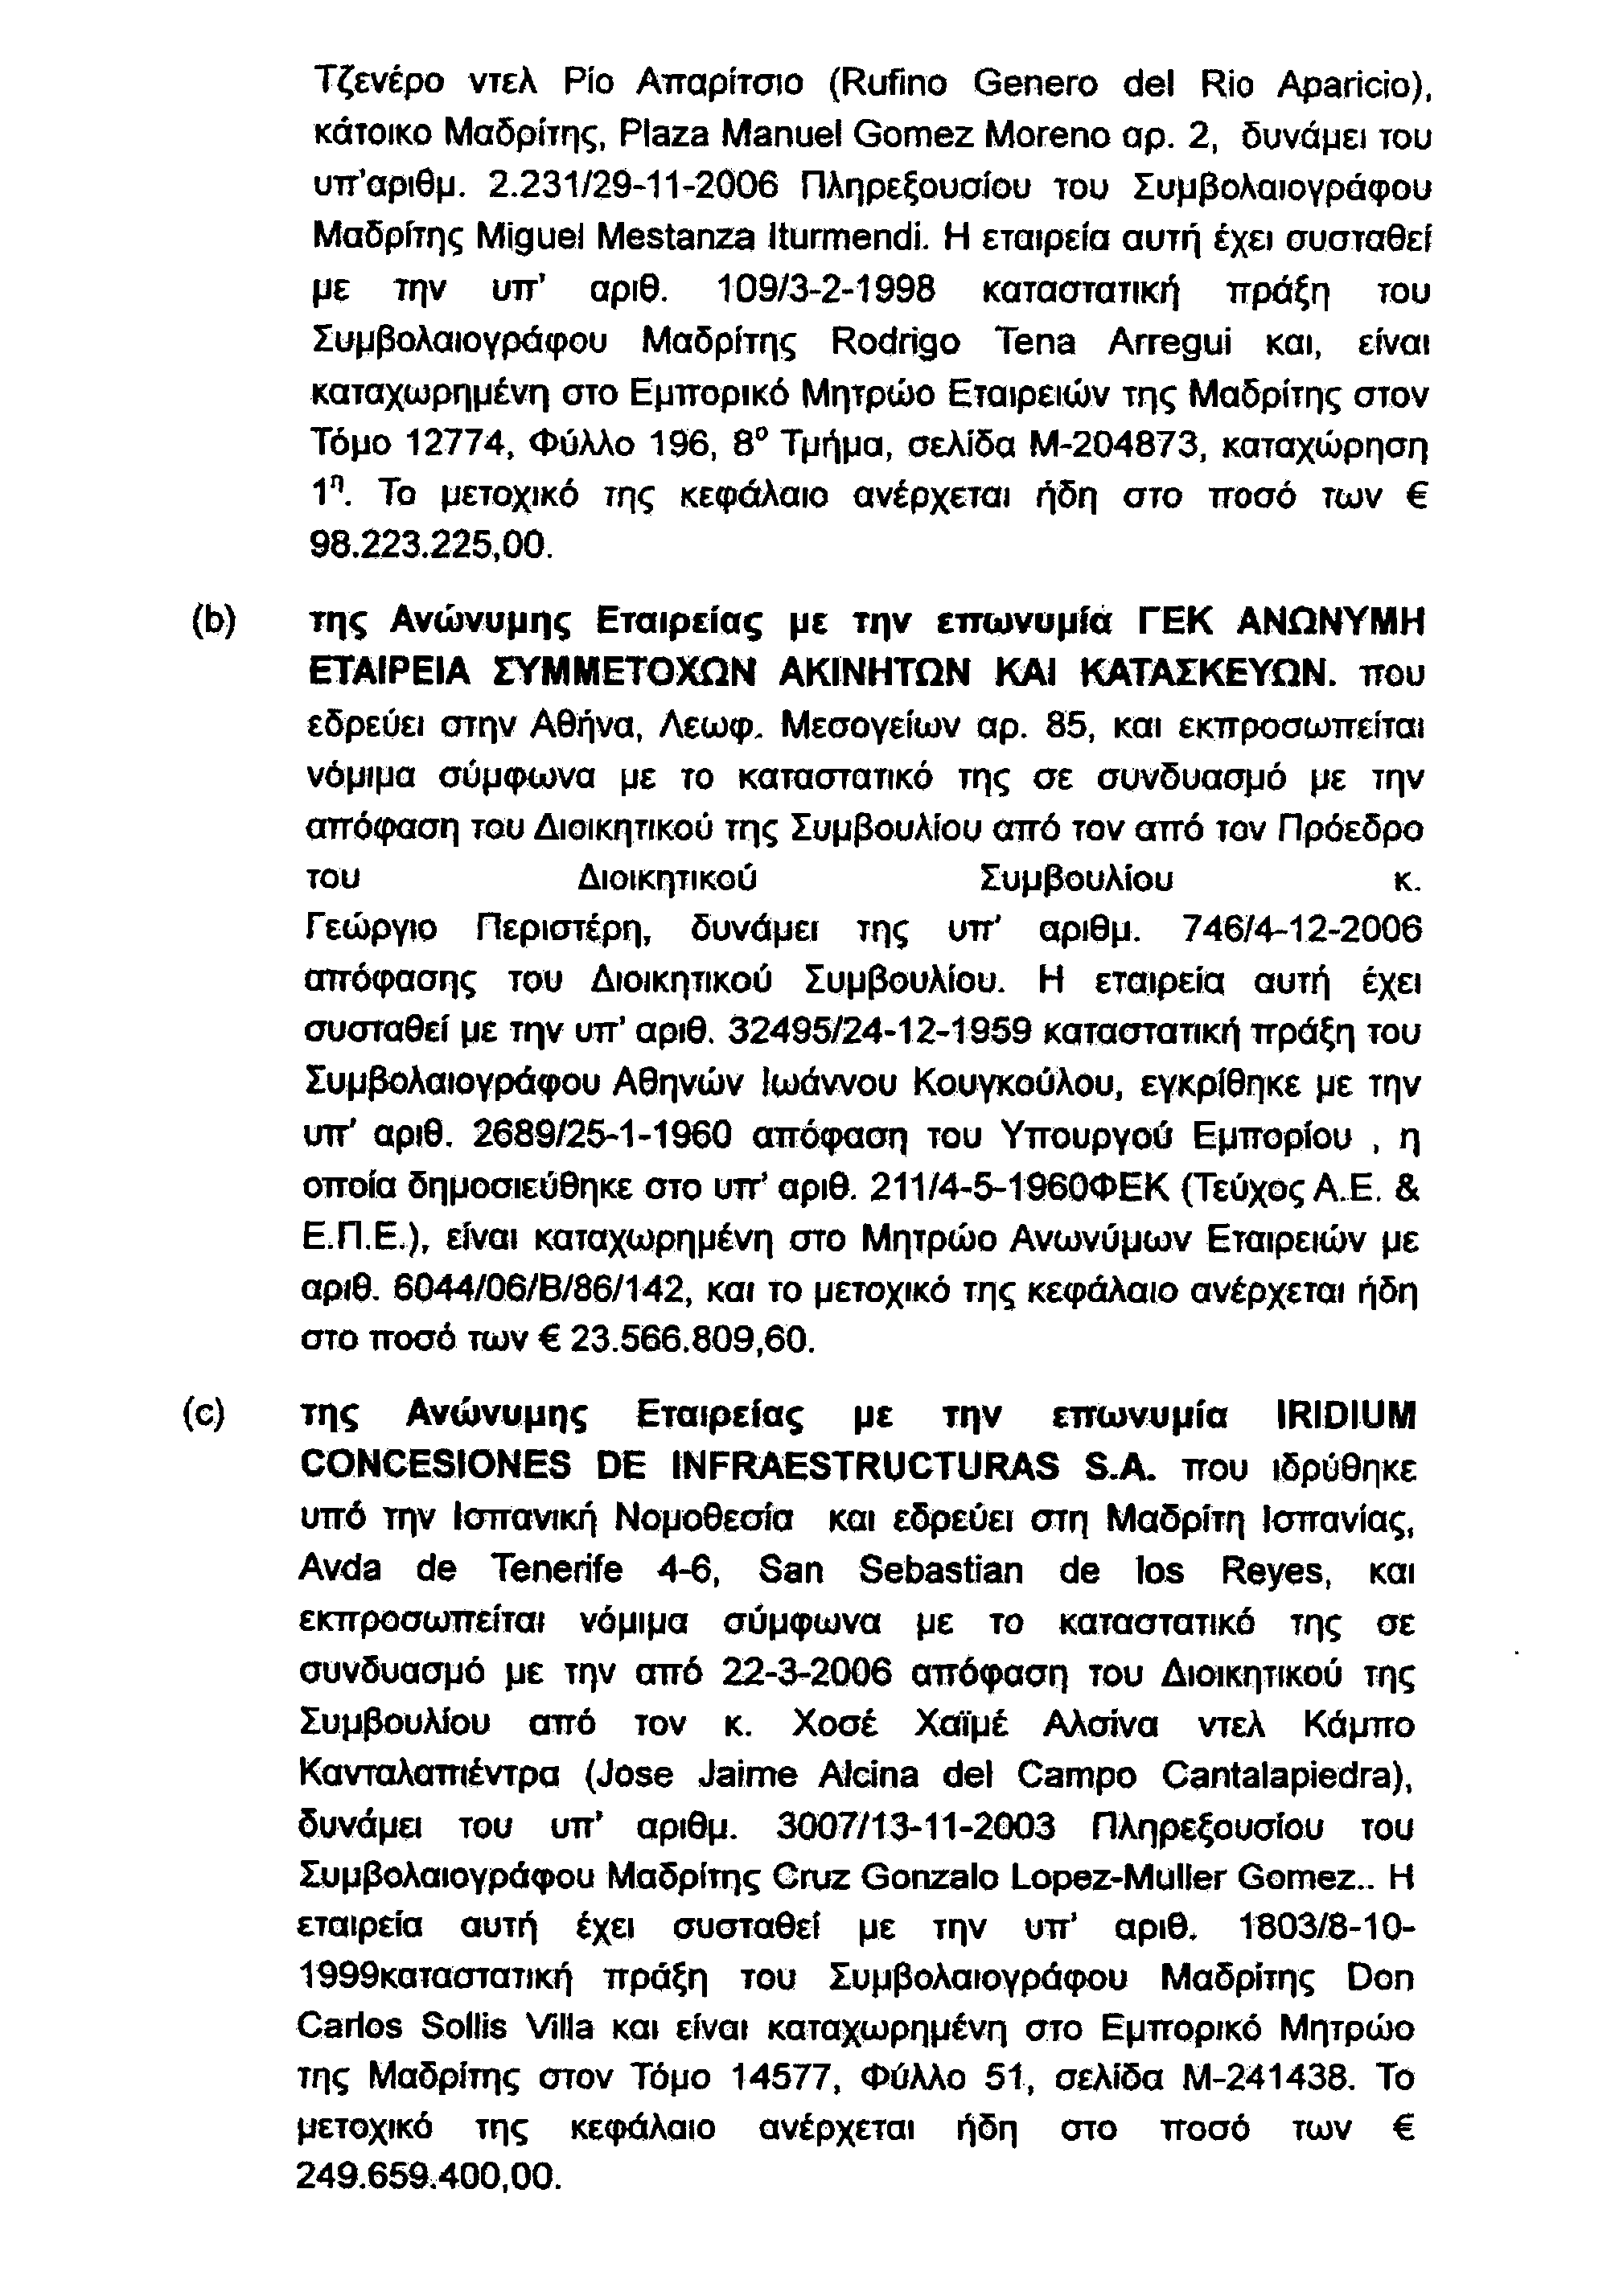 Τζενέρο ντελ Ρίο Απαρίτσιο (Rufino Genero del Rio Aparicio),
κάτοικο Μαδρίτης, Plaza Manuel Gomez Moreno αρ. 2, δυνάμει του
υπ'αριθμ. 2.231/29-11-2006 Πληρεξουσίου του Συμβολαιογράφου
Μαδρίτης Miguel Mestanza Iturmendi. Η εταιρεία αυτή έχει συσταθεί
με την υπ' αριθ. 109/3-2-1998 καταστατική πράξη του
Συμβολαιογράφου Μαδρίτης Rodrigo Tena Arregui και, είναι
καταχωρημένη στο Εμπορικό Μητρώο Εταιρειών της Μαδρίτης στον
Τόμο 12774, Φύλλο 196, 8ο Τμήμα, σελίδα Μ-204873, καταχώρηση
1η. Το μετοχικό της κεφάλαιο ανέρχεται ήδη στο ποσό των €
98.223.225,00.
(b) της Ανώνυμης Εταιρείας με την επωνυμία ΓΕΚ ΑΝΩΝΥΜΗ
ΕΤΑΙΡΕΙΑ ΣΥΜΜΕΤΟΧΩΝ ΑΚΙΝΗΤΩΝ ΚΑΙ ΚΑΤΑΣΚΕΥΩΝ. που
εδρεύει στην Αθήνα, Λεωφ. Μεσογείων αρ. 85, και εκπροσωπείται
νόμιμα σύμφωνα με το καταστατικό της σε συνδυασμό με την
απόφαση του Διοικητικού της Συμβουλίου από τον από τον Πρόεδρο
του Διοικητικού Συμβουλίου κ.
Γεώργιο Περιστέρη, δυνάμει της υπ' αριθμ. 746/4-12-2006
απόφασης του Διοικητικού Συμβουλίου. Η εταιρεία αυτή έχει
συσταθεί με την υπ' αριθ. 32495/24-12-1959 καταστατική πράξη του
Συμβολαιογράφου Αθηνών Ιωάννου Κουγκούλου, εγκρίθηκε με την
υπ' αριθ. 2689/25-1-1960 απόφαση του Υπουργού Εμπορίου , η
οποία δημοσιεύθηκε στο υπ' αριθ. 211/4-5-1960ΦΕΚ (Τεύχος Α.Ε. &
Ε.Π.Ε.), είναι καταχωρημένη στο Μητρώο Ανωνύμων Εταιρειών με
αριθ. 6044/06/Β/86/142, και το μετοχικό της κεφάλαιο ανέρχεται ήδη
στο ποσό των € 23.566.809,60.
(c) της Ανώνυμης Εταιρείας με την επωνυμία IRIDIUM
CONCESIONES DE INFRAESTRUCTURAS S.A. που ιδρύθηκε
υπό την Ισπανική Νομοθεσία και εδρεύει στη Μαδρίτη Ισπανίας,
Avda de Tenerife 4-6, San Sebastian de los Reyes, και
εκπροσωπείται νόμιμα σύμφωνα με το καταστατικό της σε
συνδυασμό με την από 22-3-2006 απόφαση του Διοικητικού της
Συμβουλίου από τον κ. Χοσέ Χαϊμέ Αλσίνα ντελ Κάμπο
Κανταλαπιέντρα (Jose Jaime Alcina del Campo Cantalapiedra),
δυνάμει του υπ' αριθμ. 3007/13-11-2003 Πληρεξουσίου του
Συμβολαιογράφου Μαδρίτης Cruz Gonzalo Lopez-Muller Gomez.. Η
εταιρεία αυτή έχει συσταθεί με την υπ' αριθ. 1803/8-10-
1999καταστατική πράξη του Συμβολαιογράφου Μαδρίτης Don
Carlos Sollis Villa και είναι καταχωρημένη στο Εμπορικό Μητρώο
της Μαδρίτης στον Τόμο 14577, Φύλλο 51, σελίδα Μ-241438. Το
μετοχικό της κεφάλαιο ανέρχεται ήδη στο ποσό των €
249.659.400,00.